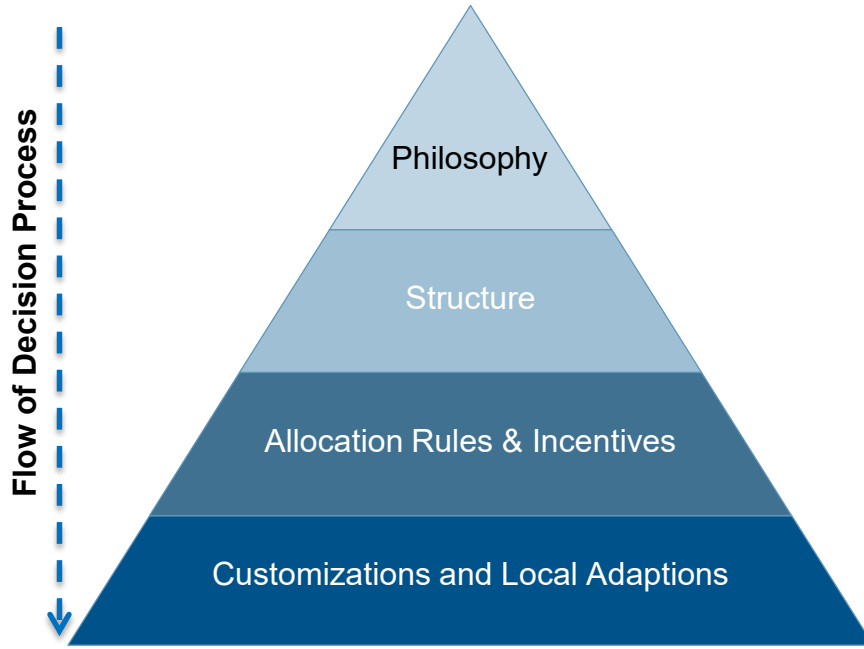 Flow of Decision Process
Philosophy
Structure
Allocation Rules & Incentives
Customizations and Local Adaptions